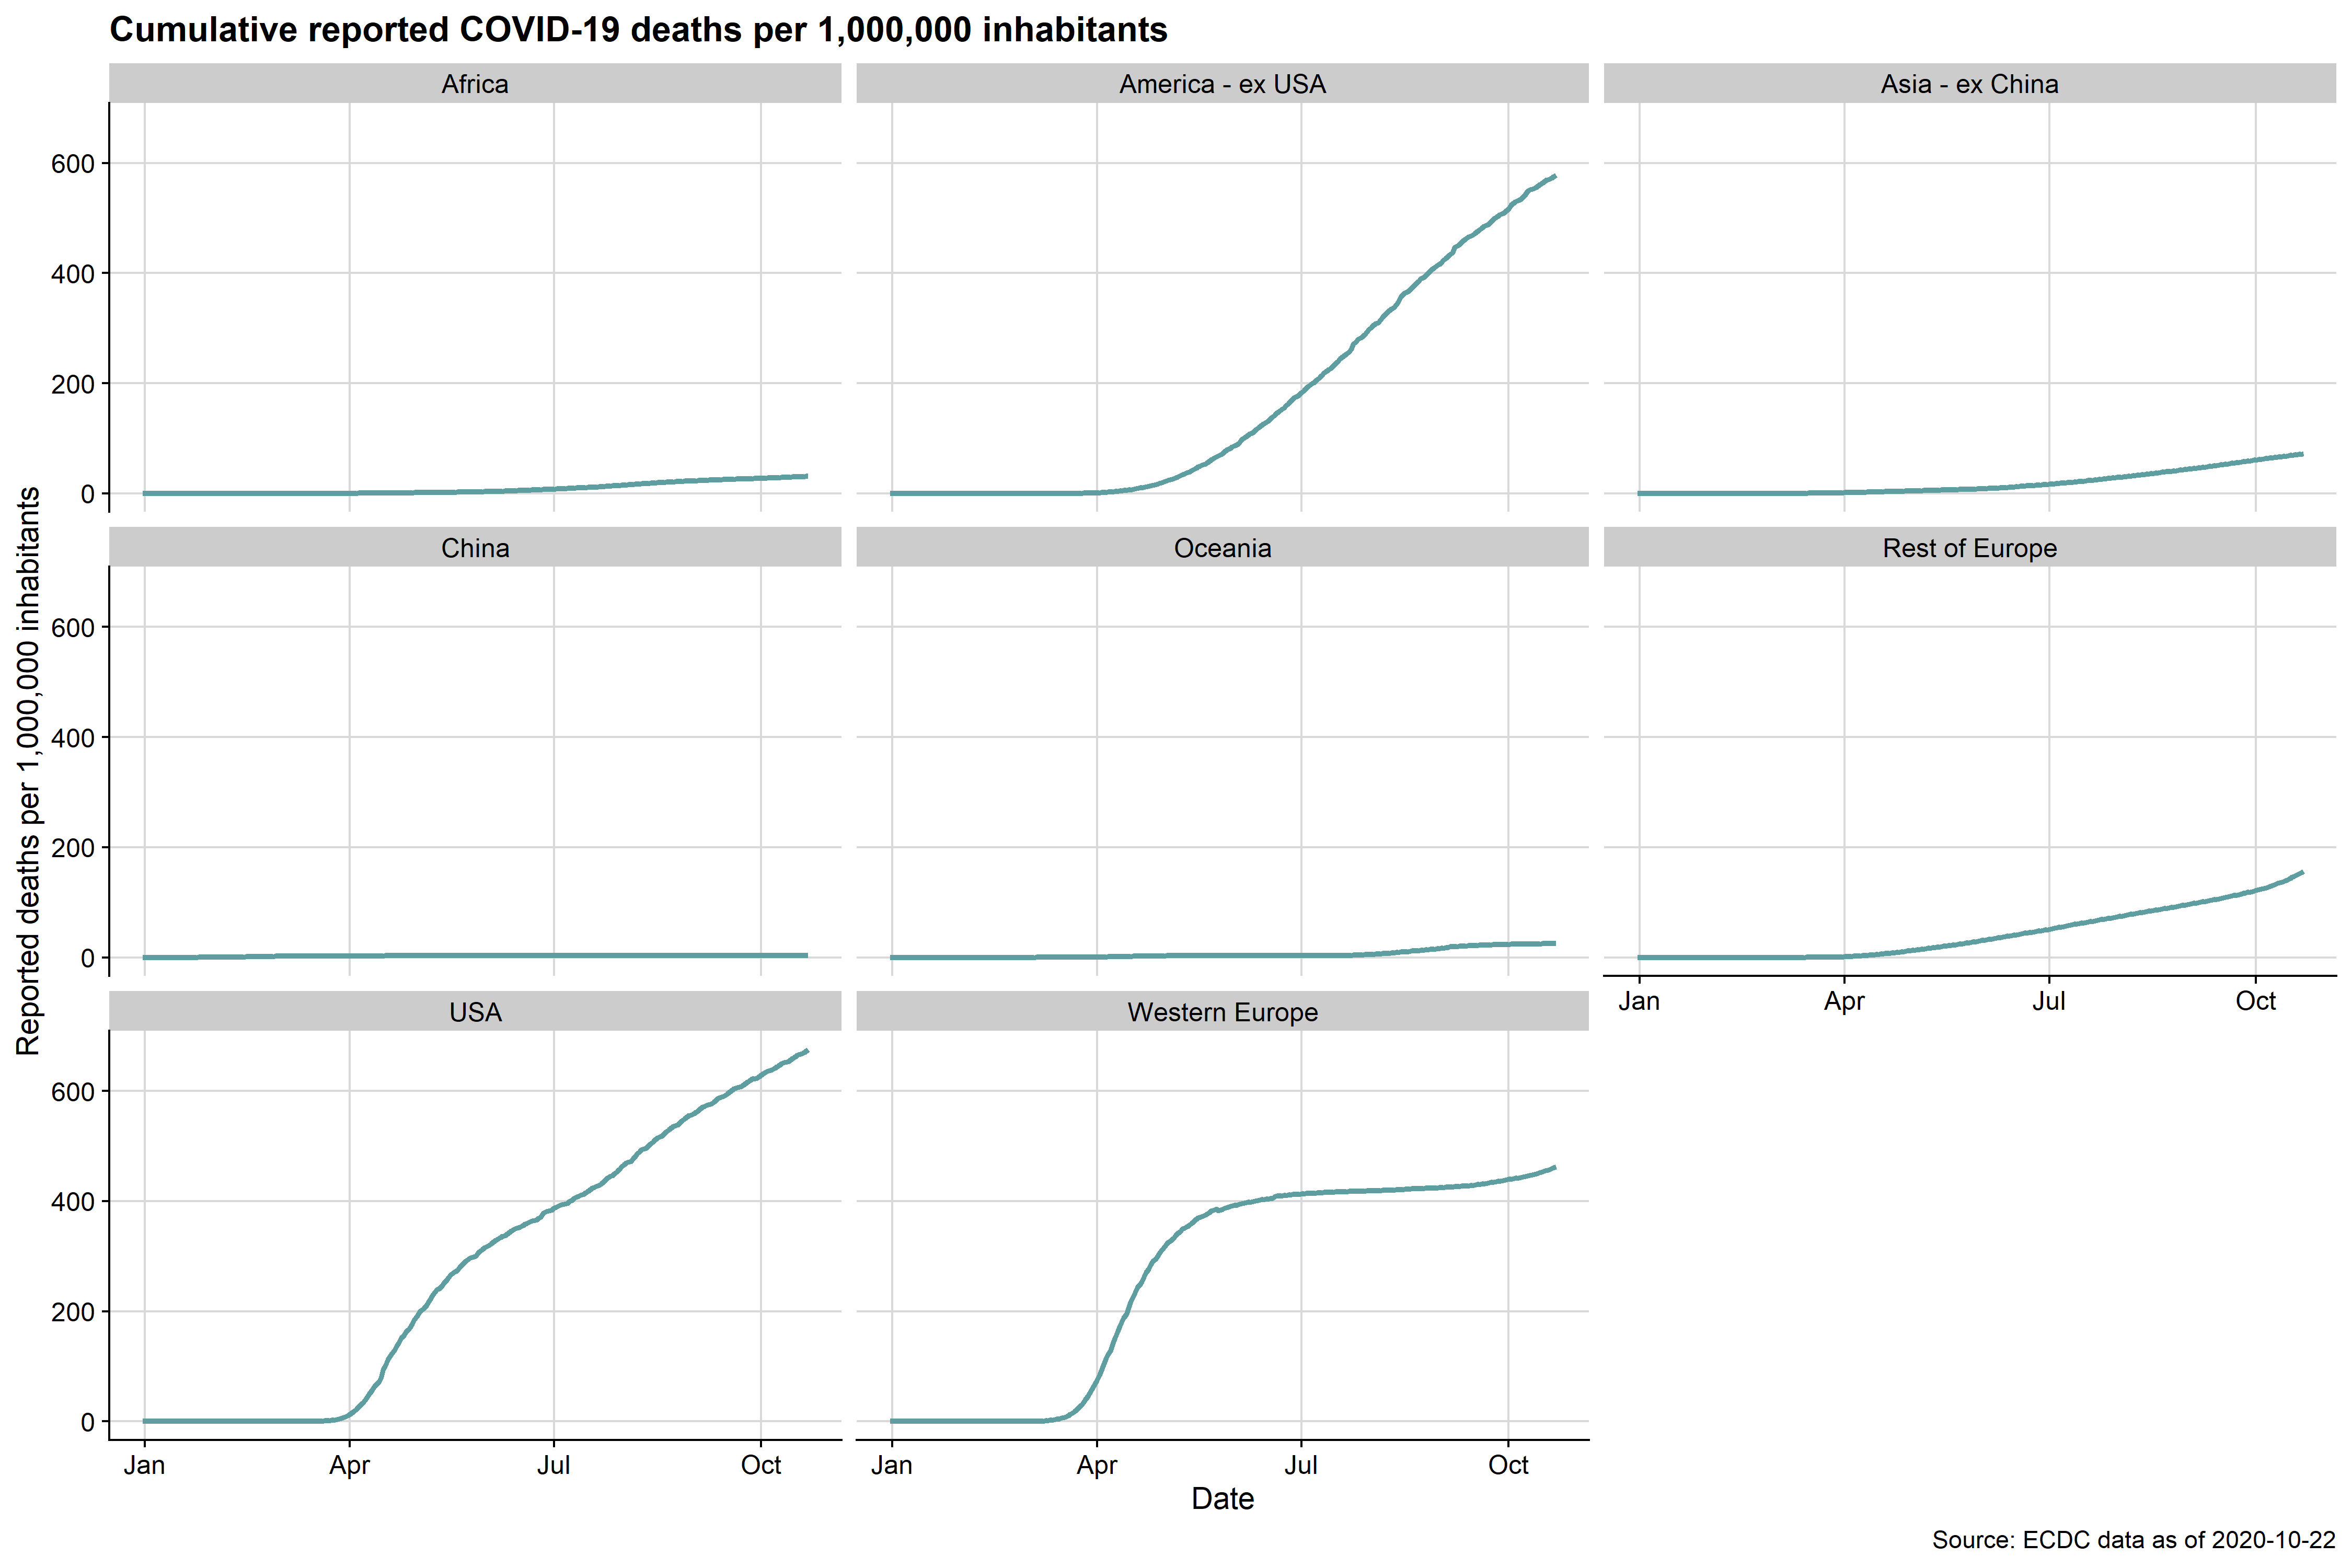 Cumulative reported COVID-19 deaths per 1,000,000 inhabitants
Africa
America - ex USA
Asia - ex China
600
400
200
0
China
Oceania
Rest of Europe
600
400
200
0
Jan
Apr
Jul
Oct
USA
Western Europe
600
400
200
0
Jan
Apr
Jul
Oct
Jan
Apr
Jul
Oct
Reported deaths per 1,000,000 inhabitants
Date
Source: ECDC data as of 2020-10-22